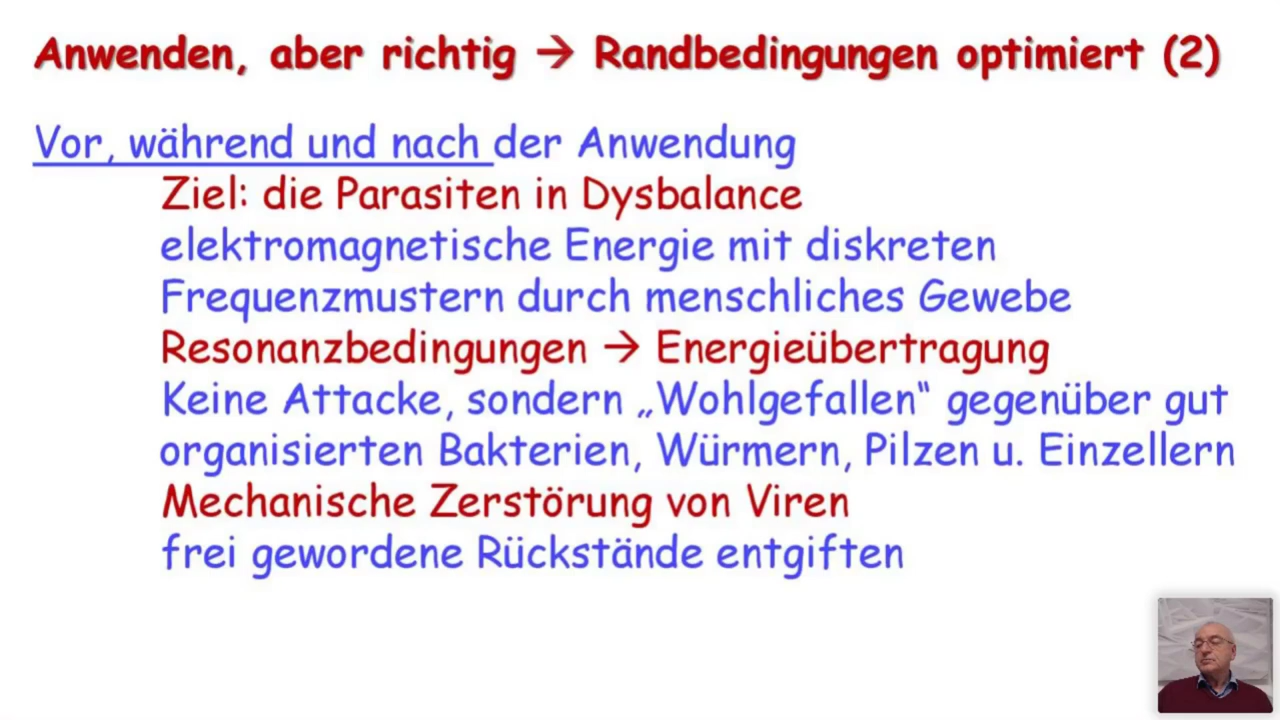 Anwenden, aber richtig → Randbedingungen optimiert (2)
Vor, während und nach der Anwendung
Ziel: die Parasiten in Dysbalance
elektromagnetische Energie mit diskreten
Frequenzmustern durch menschliches Gewebe
Resonanzbedingungen → Energieübertragung
Keine Attacke, sondern „Wohlgefallen“ gegenüber gut
organisierten Bakterien, Würmern, Pilzen u. Einzellern
Mechanische Zerstörung von Viren
frei gewordene Rückstände entgiften